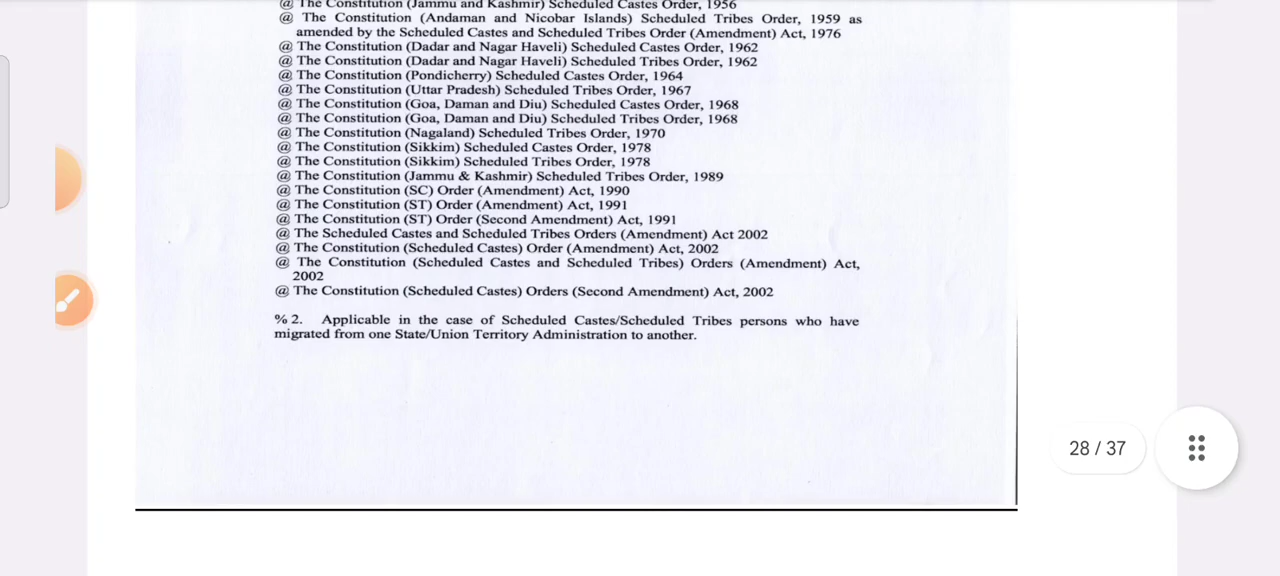 @ The Constitution (Jammu and Kashmir) Scheduled Castes Order, 1956
@ The Constitution (Andaman and Nicobar Islands) Scheduled Tribes Order, 1959 as
amended by the Scheduled Castes and Scheduled Tribes Order (Amendment) Act, 1976
@ The Constitution (Dadar and Nagar Haveli) Scheduled Castes Order, 1962
@ The Constitution (Dadar and Nagar Haveli) Scheduled Tribes Order, 1962
@ The Constitution (Pondicherry) Scheduled Castes Order, 1964
@ The Constitution (Uttar Pradesh) Scheduled Tribes Order, 1967
@ The Constitution (Goa, Daman and Diu) Scheduled Castes Order, 1968
@ The Constitution (Goa, Daman and Diu) Scheduled Tribes Order, 1968
@ The Constitution (Nagaland) Scheduled Tribes Order, 1970
@ The Constitution (Sikkim) Scheduled Castes Order, 1978
@ The Constitution (Sikkim) Scheduled Tribes Order, 1978
@ The Constitution (Jammu & Kashmir) Scheduled Tribes Order, 1989
@ The Constitution (SC) Order (Amendment) Act, 1990
@ The Constitution (ST) Order (Amendment) Act, 1991
@ The Constitution (ST) Order (Second Amendment) Act, 1991
@ The Scheduled Castes and Scheduled Tribes Orders (Amendment) Act 2002
@ The Constitution (Scheduled Castes) Order (Amendment) Act, 2002
@ The Constitution (Scheduled Castes and Scheduled Tribes) Orders (Amendment) Act,
2002
@ The Constitution (Scheduled Castes) Orders (Second Amendment) Act, 2002
% 2. Applicable in the case of Scheduled Castes/Scheduled Tribes persons who have
migrated from one State/Union Territory Administration to another.
28 / 37